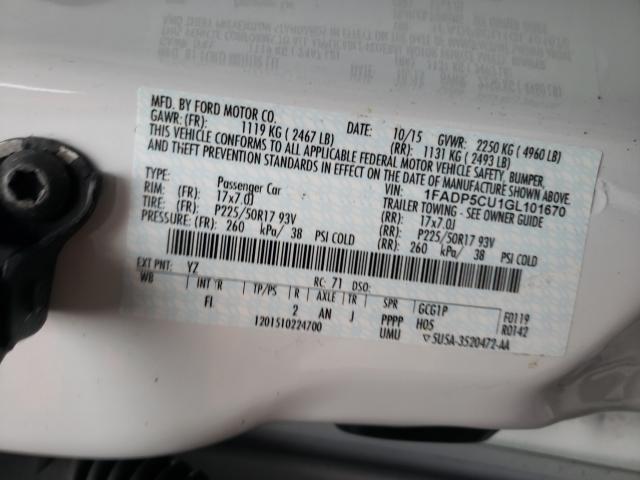 MFD. BY FORD MOTOR CO.
DATE: 10/15 GVWR: 2250 KG ( 4960 LB)
GAWR: (FR): 1119 KG ( 2467 LB) (RR): 1131 KG ( 2493 LB)
THIS VEHICLE CONFORMS TO ALL APPLICABLE FEDERAL MOTOR VEHICLE SAFETY, BUMPER,
AND THEFT PREVENTION STANDARDS IN EFFECT ON THE DATE OF MANUFACTURE SHOWN ABOVE.
VIN: 1FADP5CU1GL101670
TYPE: Passenger Car TRAILER TOWING - SEE OWNER GUIDE
RIM: (FR): 17x7.0J (RR): 17x7.0J
TIRE: (FR): P225/50R17 93V (RR): P225/50R17 93V
PRESSURE: (FR): 260 kPa/ 38 PSI COLD (RR): 260 kPa/ 38 PSI COLD
EXT PNT: YZ RC: 71 DSO:
WB INT TR TP/PS R AXLE TR SPR GCG1P F0119
FI 2 AN J PPPP H05 R0142
1201510224700 UMU 5USA-3520472-AA